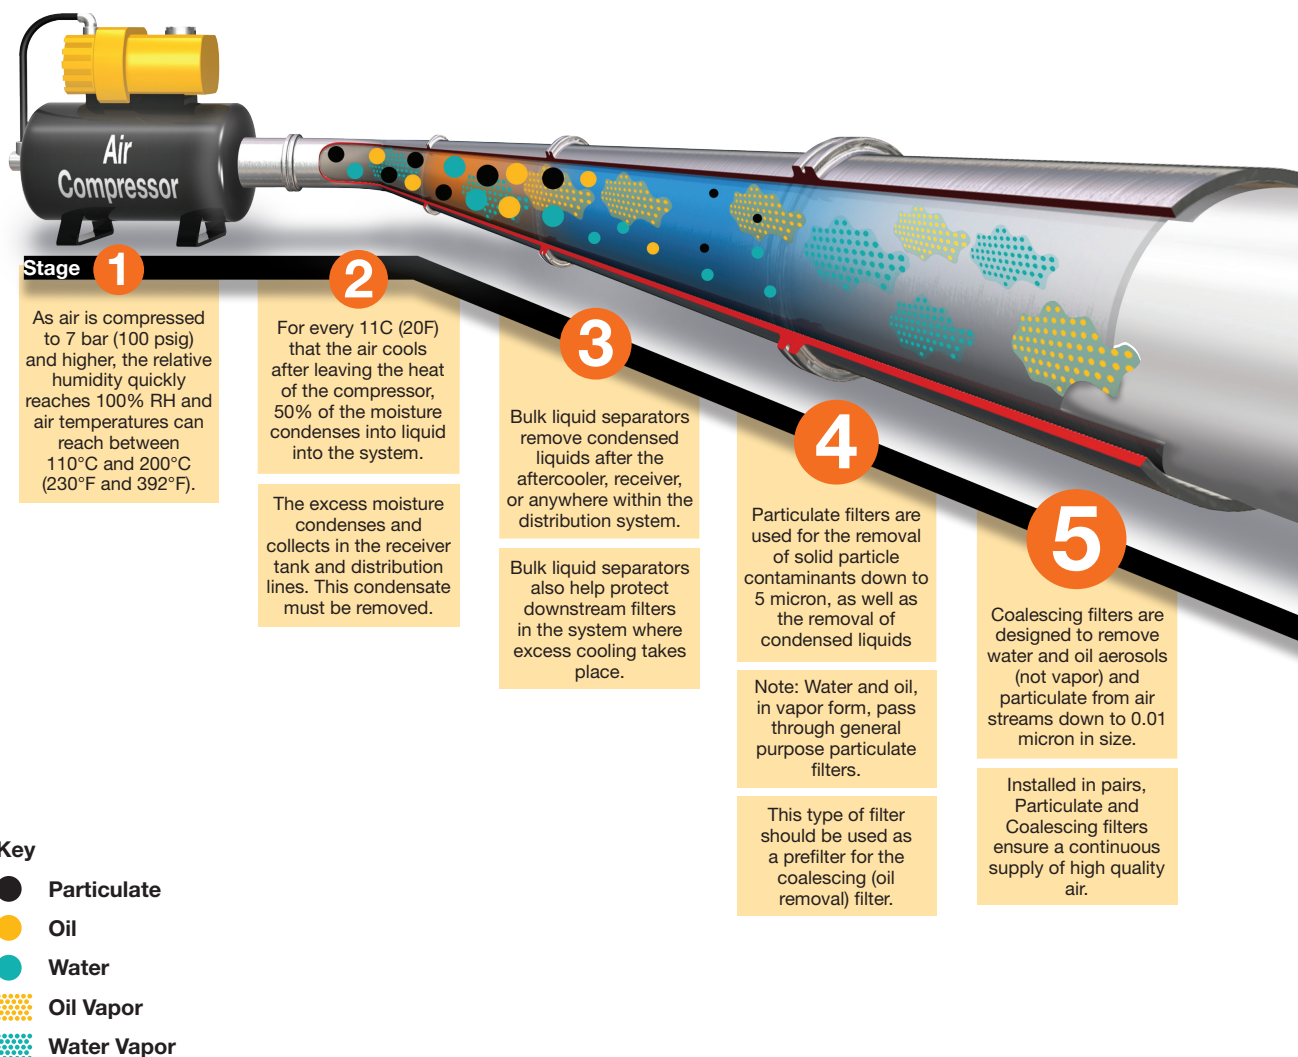 Air
Compressor
Stage
1
As air is compressed
to 7 bar (100 psig)
and higher, the relative
humidity quickly
reaches 100% RH and
air temperatures can
reach between
110°C and 200°C
(230°F and 392°F).
2
For every 11C (20F)
that the air cools
after leaving the heat
of the compressor,
50% of the moisture
condenses into liquid
into the system.
The excess moisture
condenses and
collects in the receiver
tank and distribution
lines. This condensate
must be removed.
3
Bulk liquid separators
remove condensed
liquids after the
aftercooler, receiver,
or anywhere within the
distribution system.
Bulk liquid separators
also help protect
downstream filters
in the system where
excess cooling takes
place.
4
Particulate filters are
used for the removal
of solid particle
contaminants down to
5 micron, as well as
the removal of
condensed liquids
Note: Water and oil,
in vapor form, pass
through general
purpose particulate
filters.
This type of filter
should be used as
a prefilter for the
coalescing (oil
removal) filter.
5
Coalescing filters are
designed to remove
water and oil aerosols
(not vapor) and
particulate from air
streams down to 0.01
micron in size.
Installed in pairs,
Particulate and
Coalescing filters
ensure a continuous
supply of high quality
air.
Key
Particulate
Oil
Water
Oil Vapor
Water Vapor